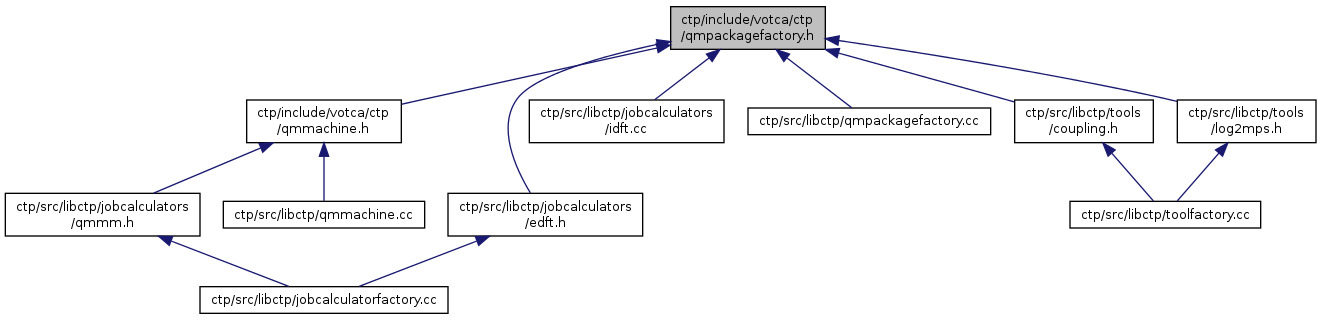 ctp/include/votca/ctp
/qmpackagefactory.h
ctp/include/votca/ctp
/qmmachine.h
ctp/src/libctp/jobcalculators
/idft.cc
ctp/src/libctp/qmpackagefactory.cc
ctp/src/libctp/tools
/coupling.h
ctp/src/libctp/tools
/log2mps.h
ctp/src/libctp/jobcalculators
/qmmm.h
ctp/src/libctp/qmmachine.cc
ctp/src/libctp/jobcalculators
/edft.h
ctp/src/libctp/toolfactory.cc
ctp/src/libctp/jobcalculatorfactory.cc